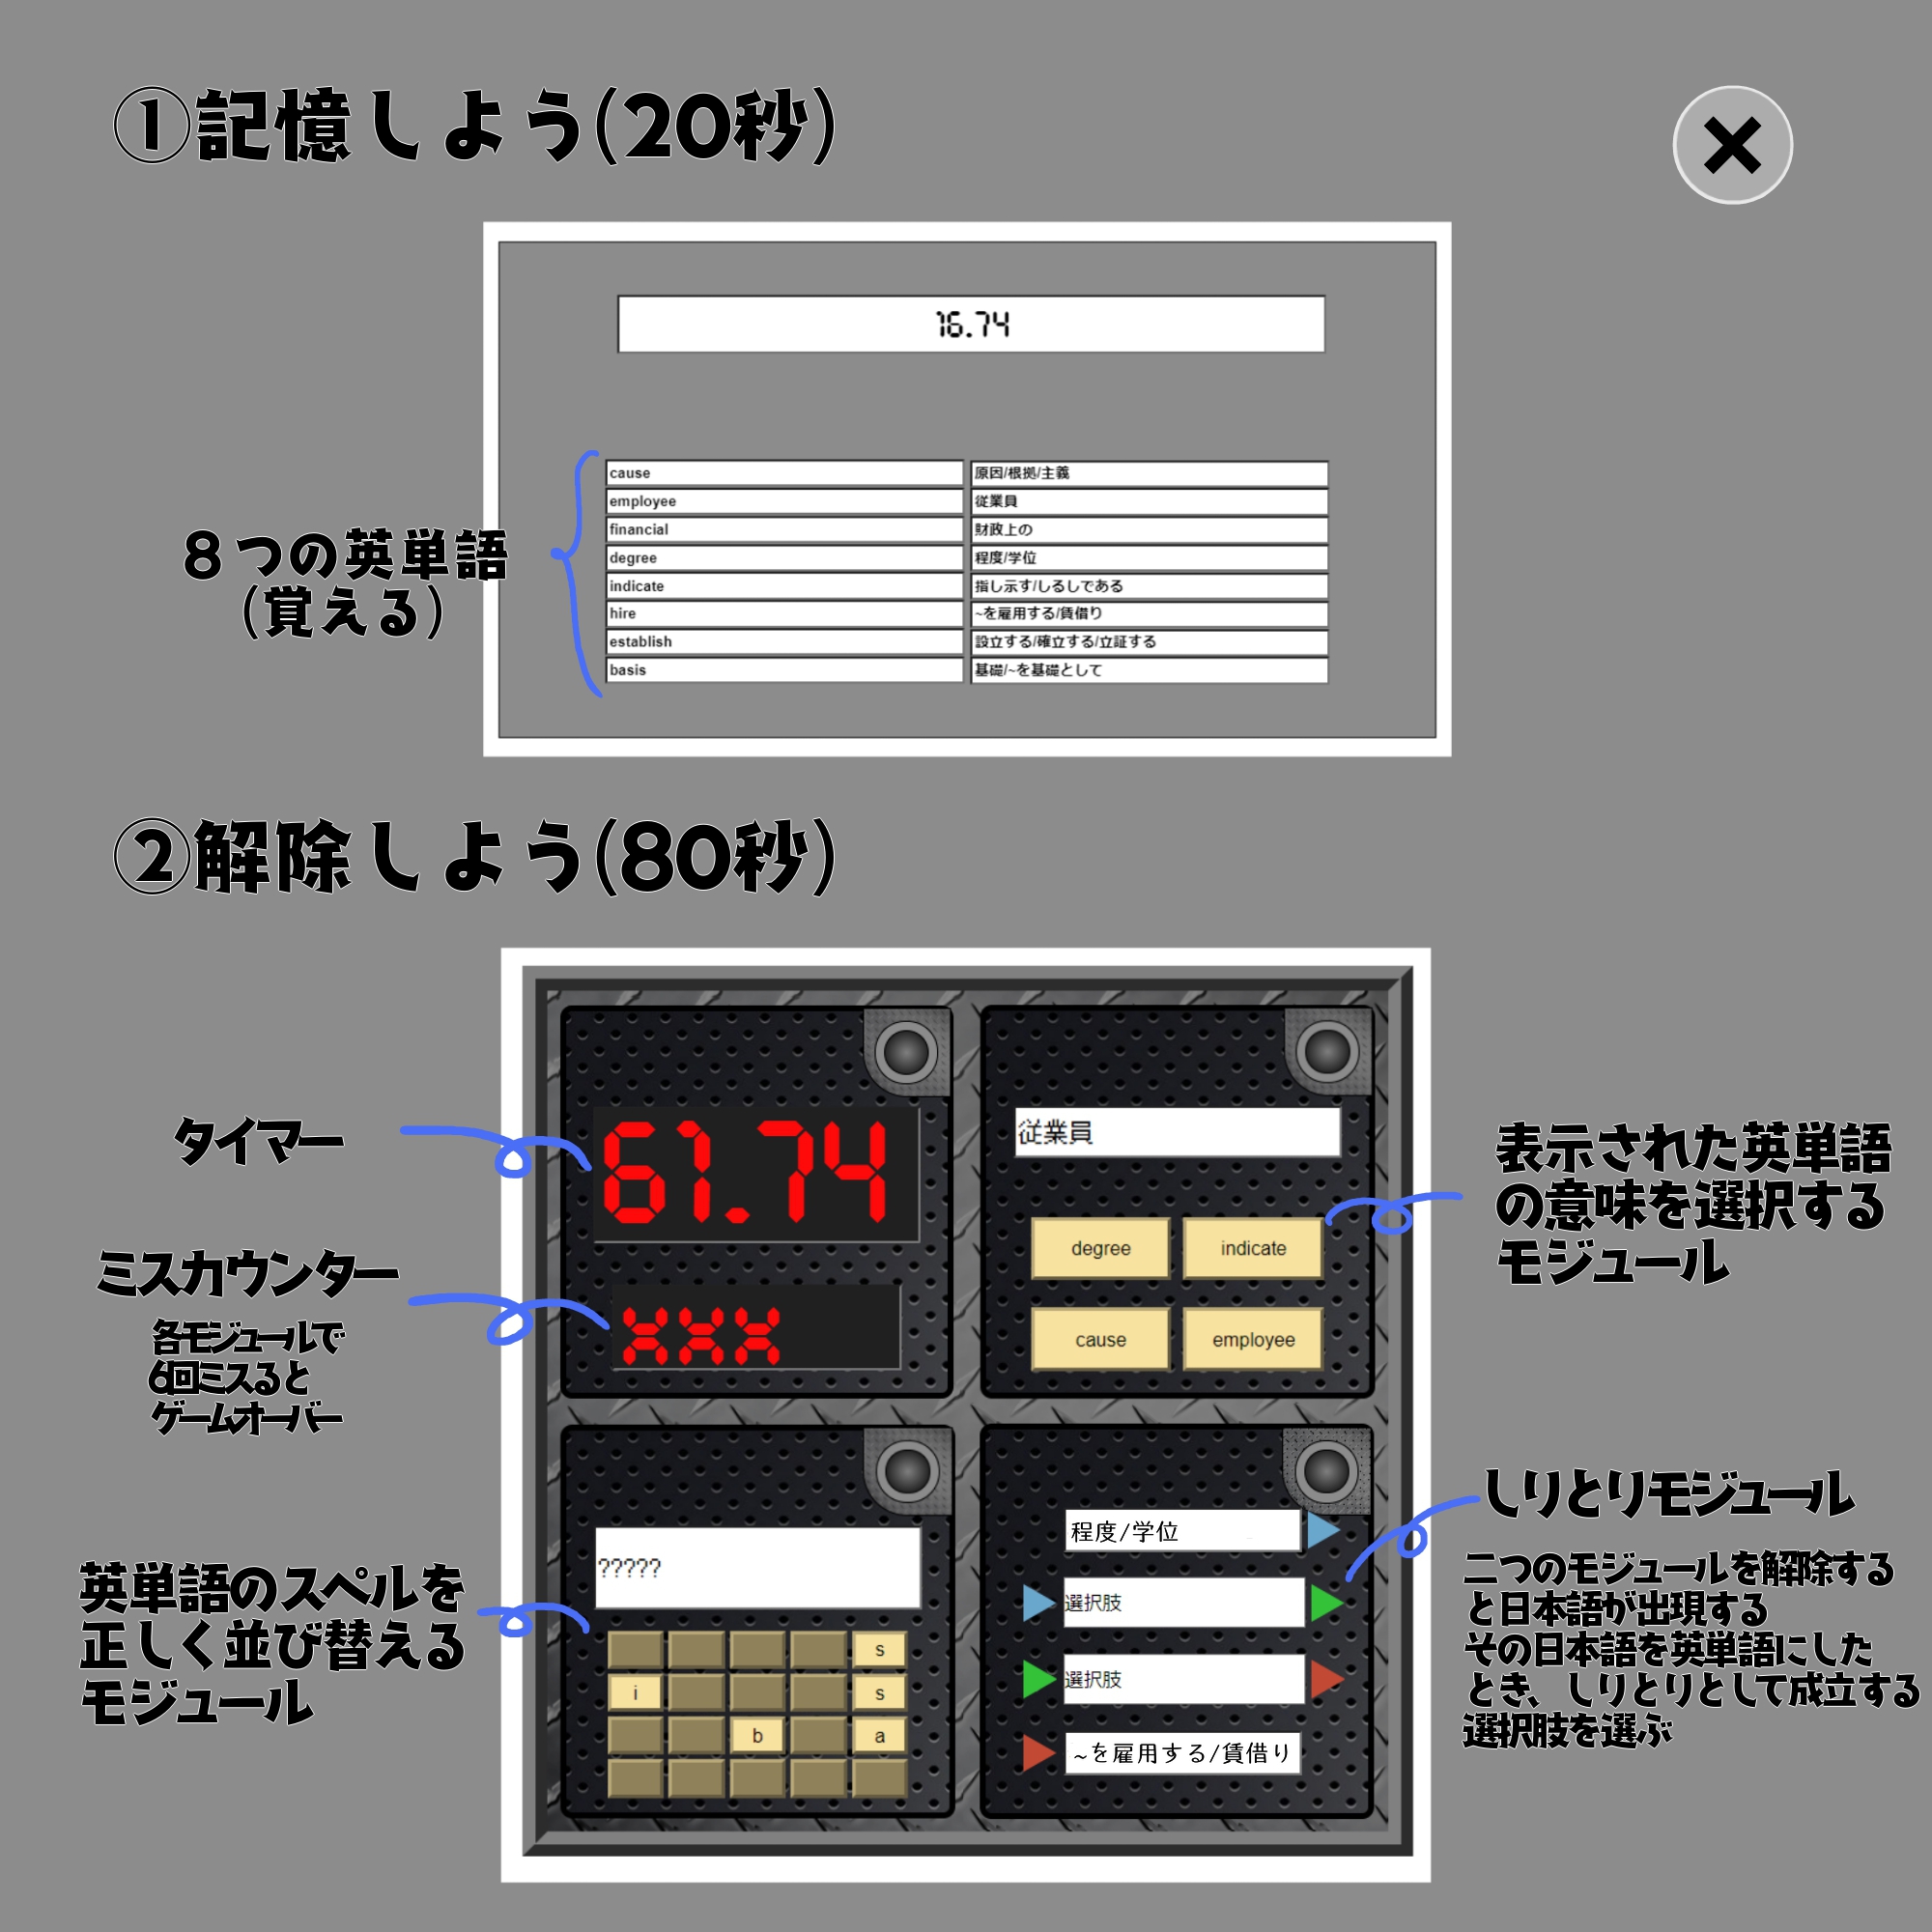 ①記憶しよう(20秒)
16.74
8つの英単語
(覚える)
cause 原因/根拠/主義
employee 従業員
financial 財政上の
degree 程度/学位
indicate 指し示す/しるしである
hire ~を雇用する/賃借り
establish 設立する/確立する/立証する
basis 基礎/~を基礎として
②解除しよう(80秒)
タイマー
61.74
ミスカウンター
各モジュールで
6回ミスると
ゲームオーバー
XXX
従業員
degree indicate
cause employee
表示された英単語
の意味を選択する
モジュール
英単語のスペルを
正しく並び替える
モジュール
?????
s
i s
b a
程度/学位
選択肢
選択肢
~を雇用する/賃借り
しりとりモジュール
二つのモジュールを解除する
と日本語が出現する
その日本語を英単語にした
とき、しりとりとして成立する
選択肢を選ぶ